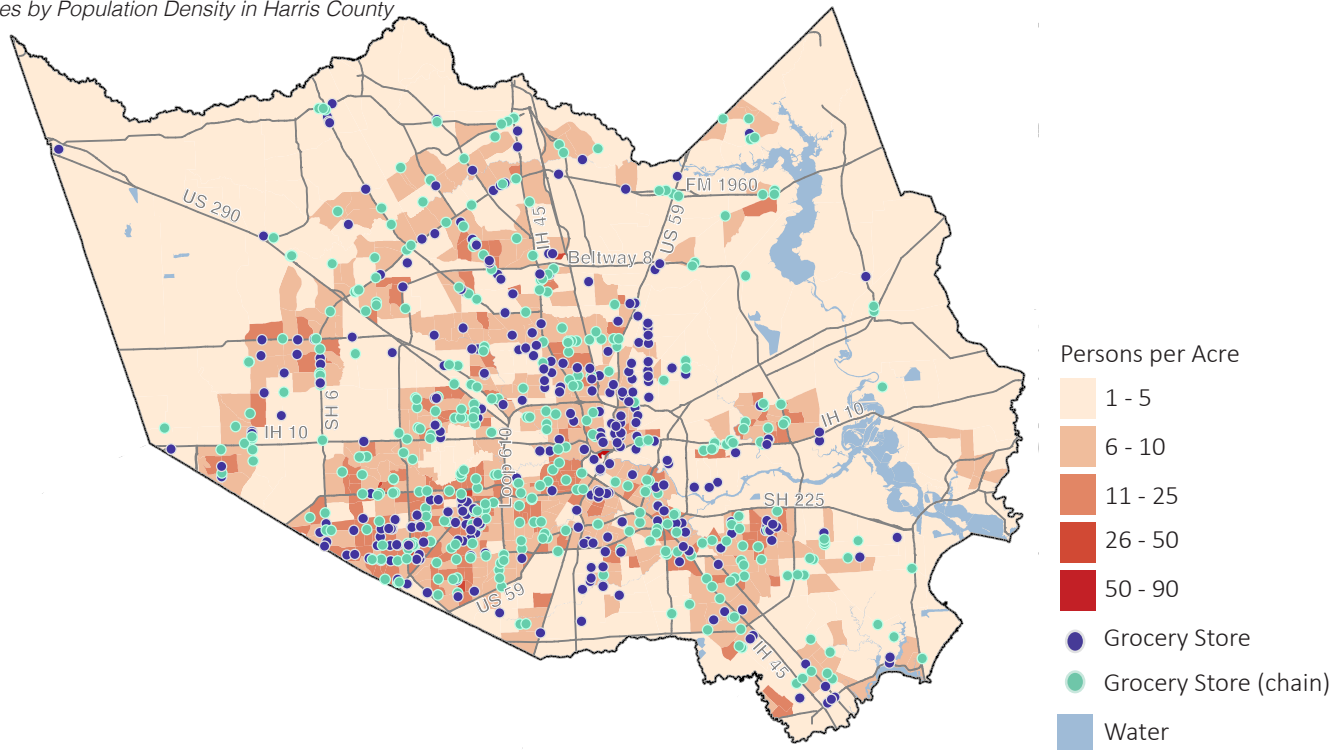 es by Population Density in Harris County
US 290
FM 1960
IH 45
US 59
Beltway 8
SH 6
IH 10
IH 10
Loop 610
SH 225
US 59
IH 45
Persons per Acre
1 - 5
6 - 10
11 - 25
26 - 50
50 - 90
Grocery Store
Grocery Store (chain)
Water